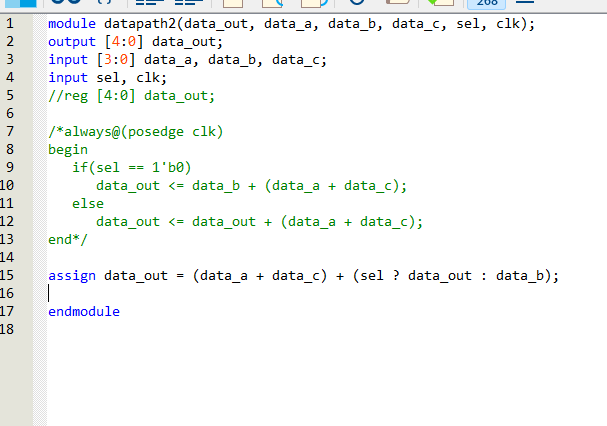 268
1 module datapath2(data_out, data_a, data_b, data_c, sel, clk);
2 output [4:0] data_out;
3 input [3:0] data_a, data_b, data_c;
4 input sel, clk;
5 //reg [4:0] data_out;
6
7 /*always@(posedge clk)
8 begin
9 if(sel == 1'b0)
10 data_out <= data_b + (data_a + data_c);
11 else
12 data_out <= data_out + (data_a + data_c);
13 end*/
14
15 assign data_out = (data_a + data_c) + (sel ? data_out : data_b);
16
17 endmodule
18